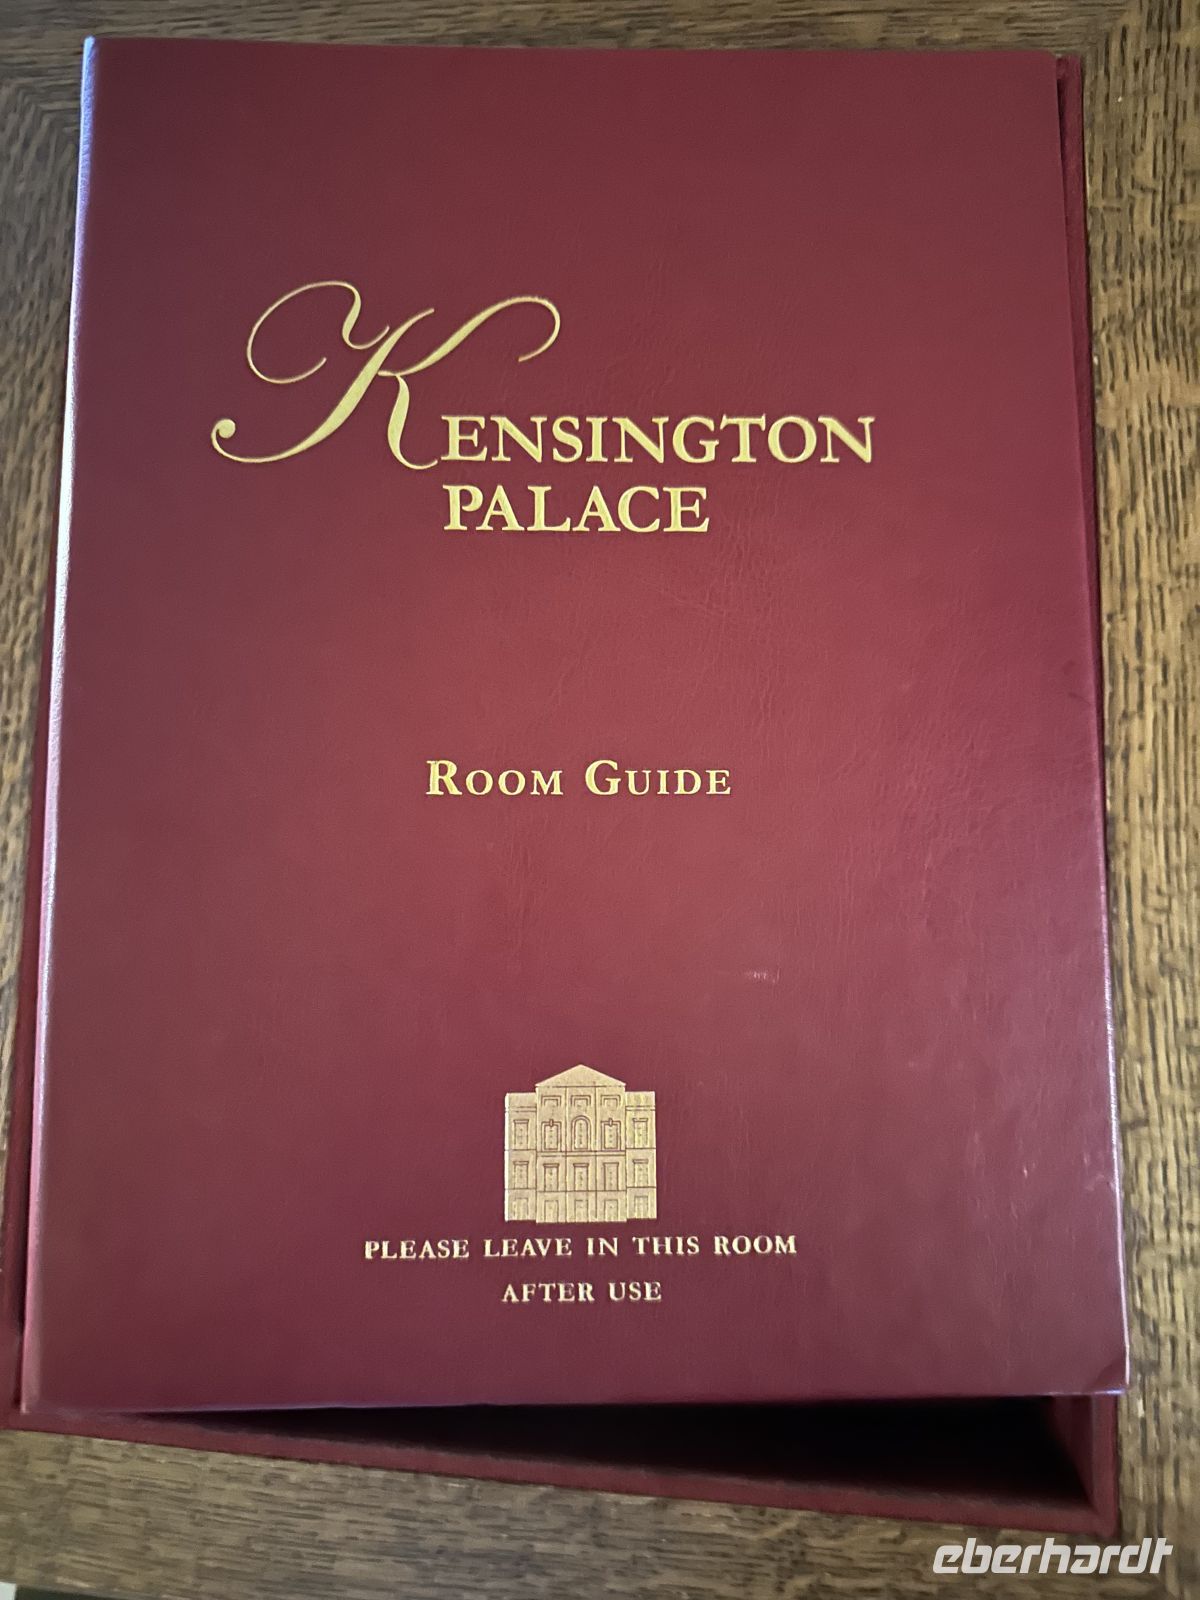 KENSINGTON
PALACE
ROOM GUIDE
PLEASE LEAVE IN THIS ROOM
AFTER USE
eberhardt